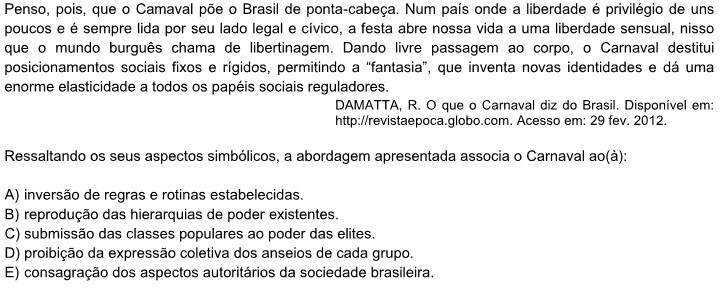 Penso, pois, que o Carnaval põe o Brasil de ponta-cabeça. Num país onde a liberdade é privilégio de uns
poucos e é sempre lida por seu lado legal e cívico, a festa abre nossa vida a uma liberdade sensual, nisso
que o mundo burguês chama de libertinagem. Dando livre passagem ao corpo, o Carnaval destitui
posicionamentos sociais fixos e rígidos, permitindo a “fantasia”, que inventa novas identidades e dá uma
enorme elasticidade a todos os papéis sociais reguladores.
DAMATTA, R. O que o Carnaval diz do Brasil. Disponível em:
http://revistaepoca.globo.com. Acesso em: 29 fev. 2012.
Ressaltando os seus aspectos simbólicos, a abordagem apresentada associa o Carnaval ao(à):
A) inversão de regras e rotinas estabelecidas.
B) reprodução das hierarquias de poder existentes.
C) submissão das classes populares ao poder das elites.
D) proibição da expressão coletiva dos anseios de cada grupo.
E) consagração dos aspectos autoritários da sociedade brasileira.